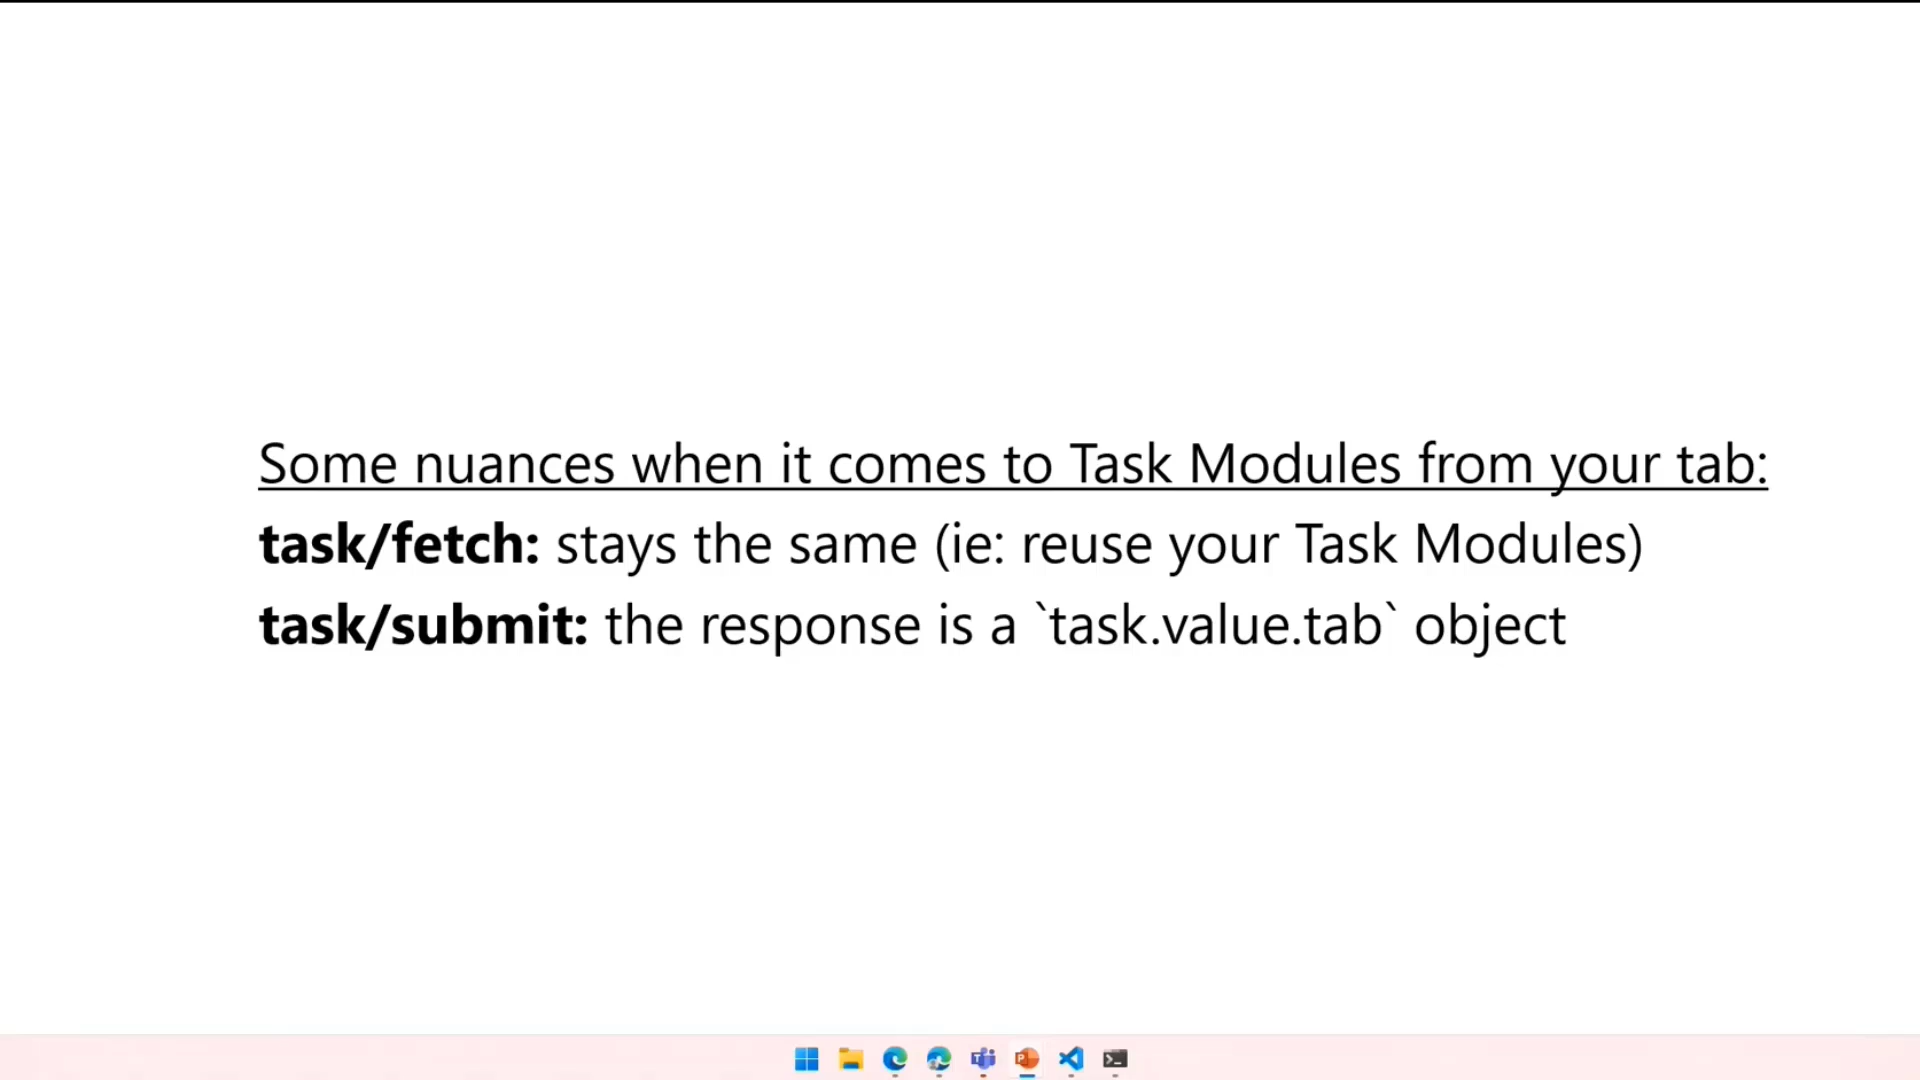 Some nuances when it comes to Task Modules from your tab:
task/fetch: stays the same (ie: reuse your Task Modules)
task/submit: the response is a `task.value.tab` object